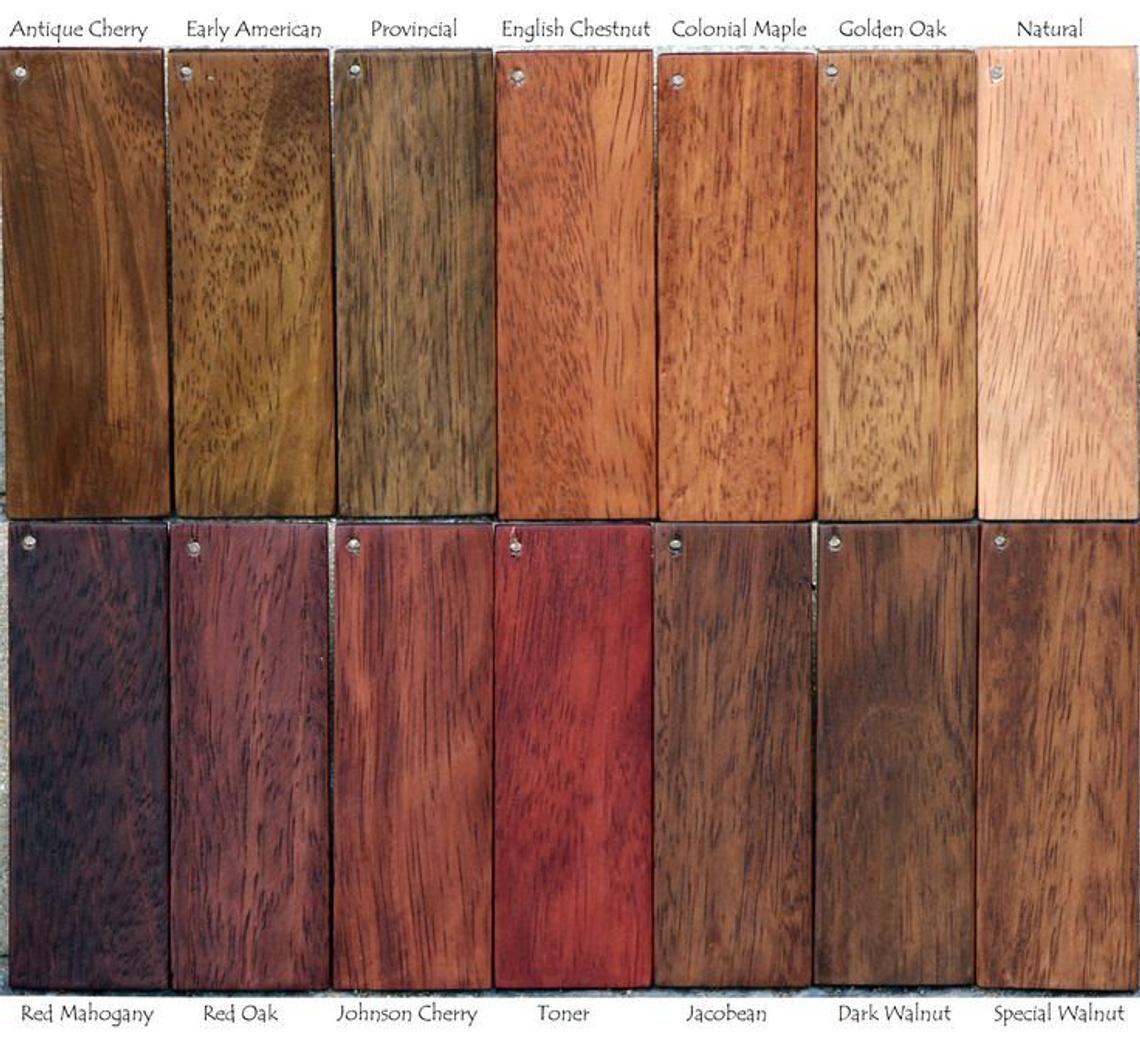 Antique Cherry Early American Provincial English Chestnut Colonial Maple Golden Oak Natural
Red Mahogany Red Oak Johnson Cherry Toner Jacobean Dark Walnut Special Walnut